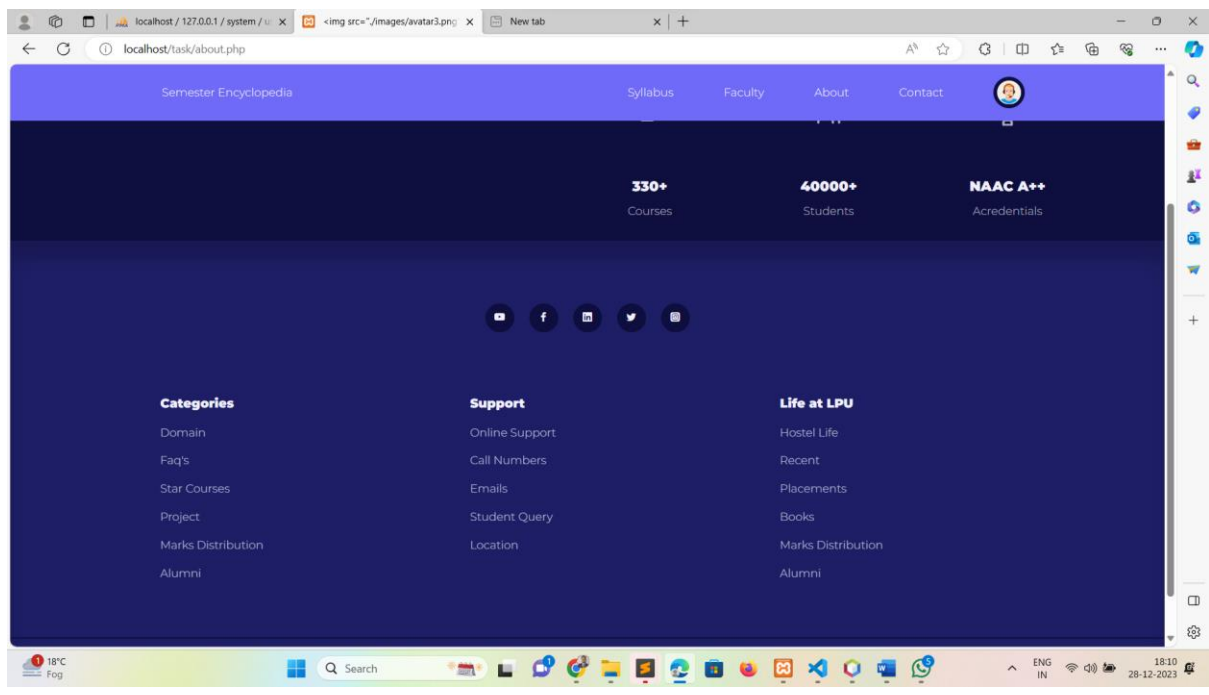 localhost / 127.0.0.1 / system / u
<img src="./images/avatar3.png
New tab
localhost/task/about.php
Semester Encyclopedia
Syllabus
Faculty
About
Contact
330+
40000+
NAAC A++
Courses
Students
Acredentials
Categories
Support
Life at LPU
Domain
Online Support
Hostel Life
Faq's
Call Numbers
Recent
Star Courses
Emails
Placements
Project
Student Query
Books
Marks Distribution
Location
Marks Distribution
Alumni
Alumni
1
18°C
Fog
Search
ENG
IN
18:10
28-12-2023